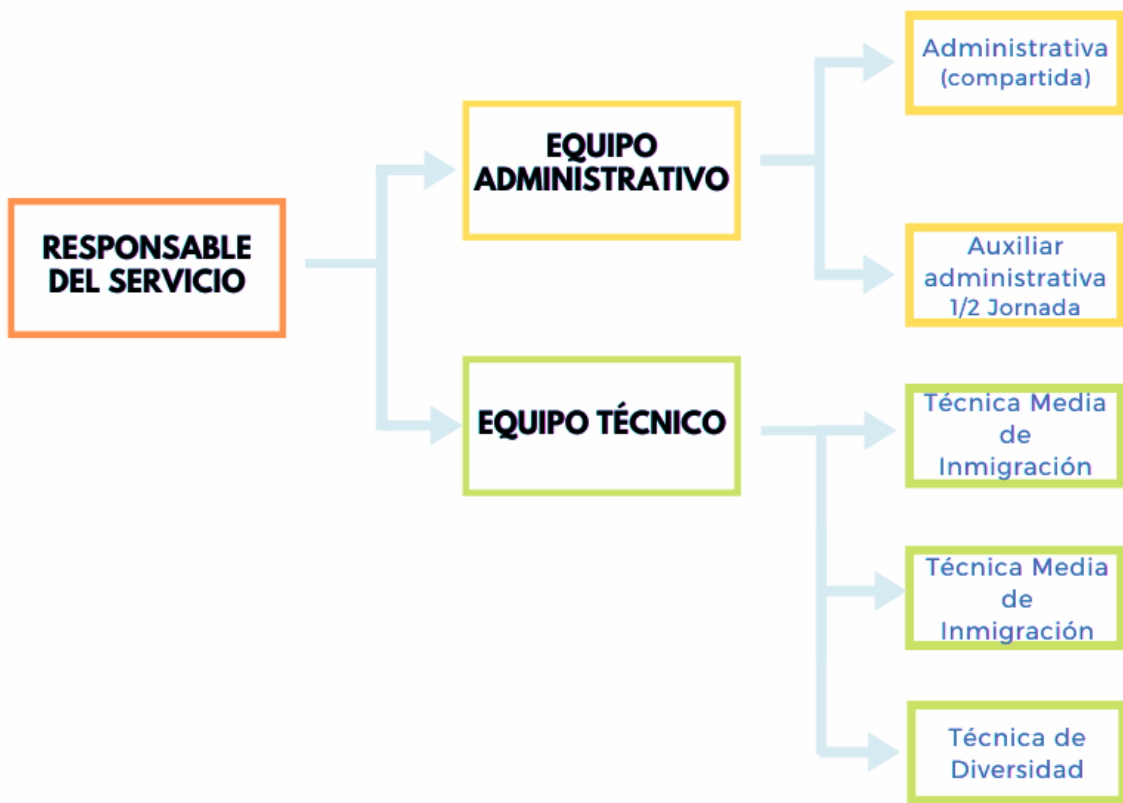 RESPONSABLE
DEL SERVICIO
EQUIPO
ADMINISTRATIVO
Administrativa
(compartida)
Auxiliar
administrativa
1/2 Jornada
EQUIPO TÉCNICO
Técnica Media
de
Inmigración
Técnica Media
de
Inmigración
Técnica de
Diversidad